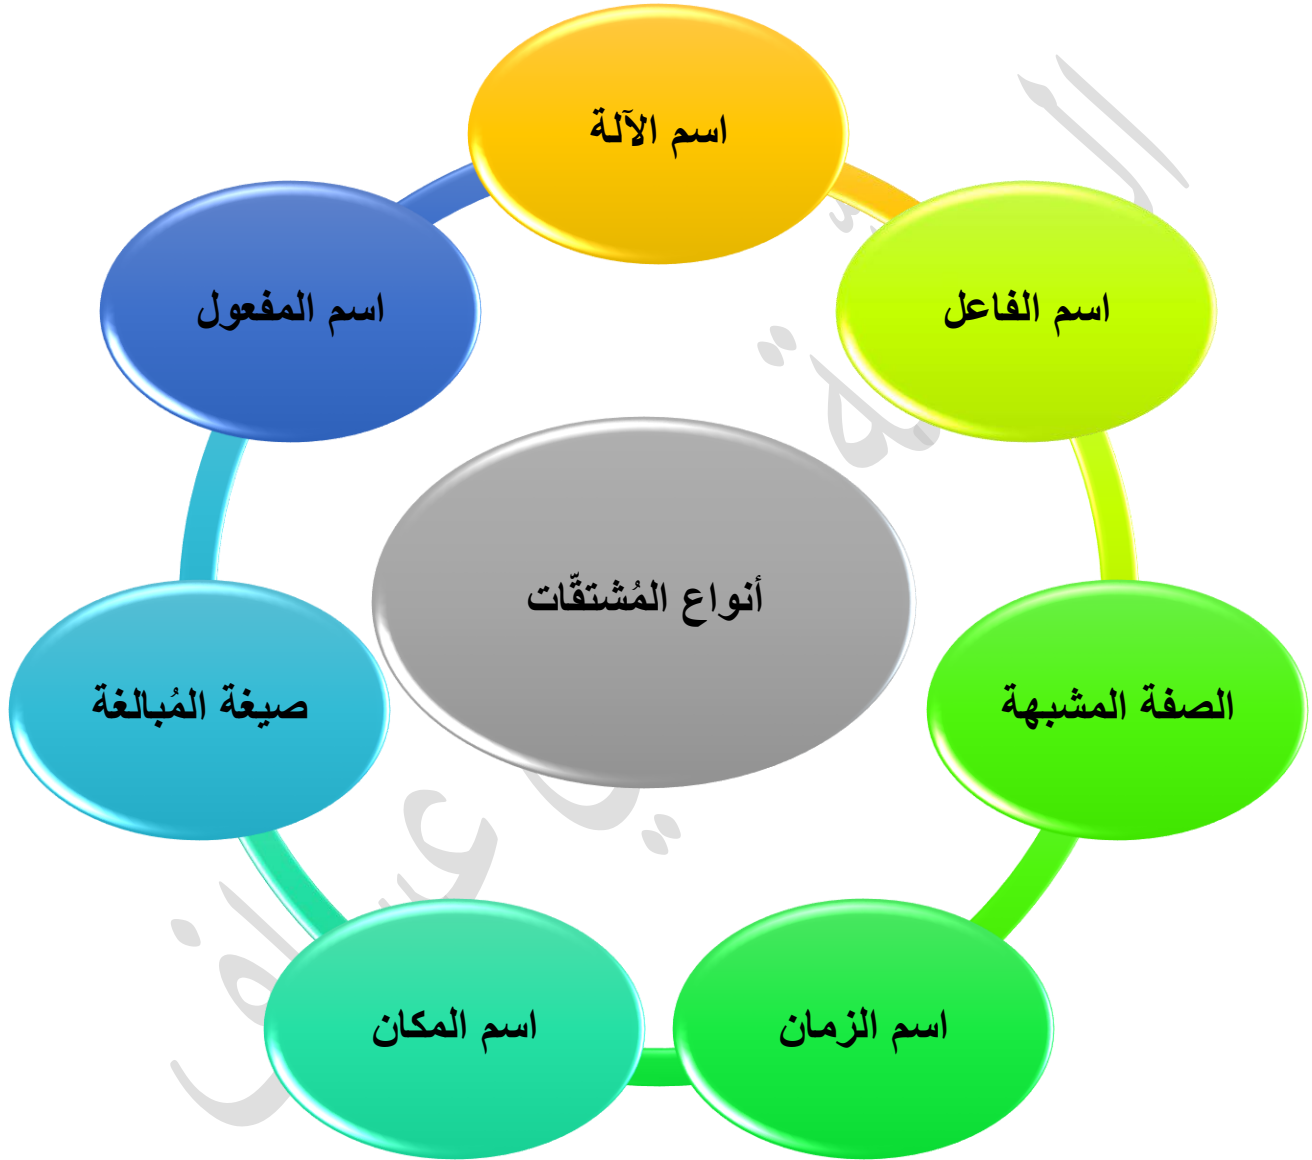 اسم الآلة
اسم الفاعل
اسم المفعول
أنواع المُشتقّات
الصفة المشبهة
صيغة المُبالغة
اسم الزمان
اسم المكان